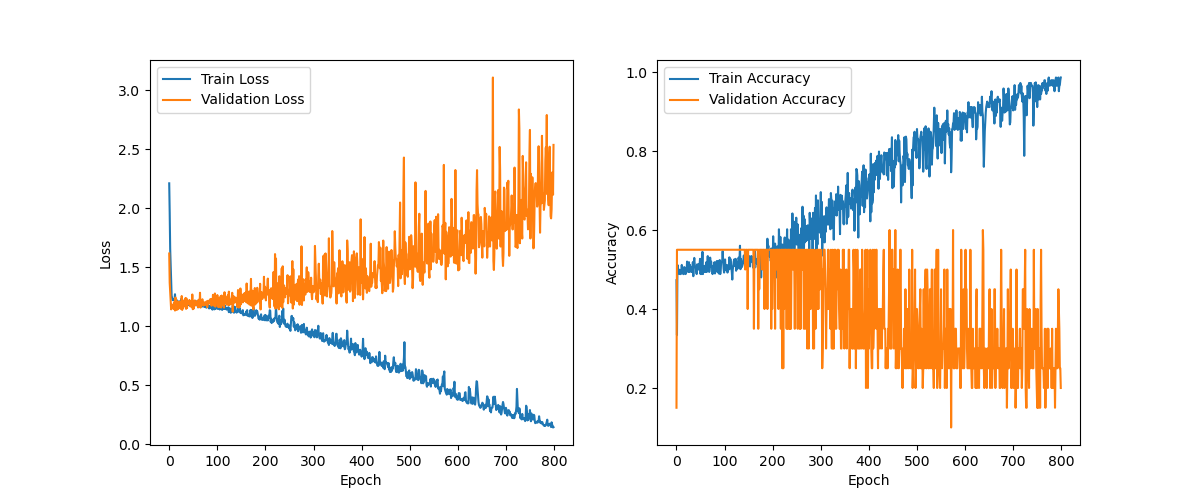 Train Loss
Validation Loss
3.0
2.5
2.0
1.5
1.0
0.5
0.0
Loss
0 100 200 300 400 500 600 700 800
Epoch
Train Accuracy
Validation Accuracy
1.0
0.8
0.6
0.4
0.2
Accuracy
0 100 200 300 400 500 600 700 800
Epoch